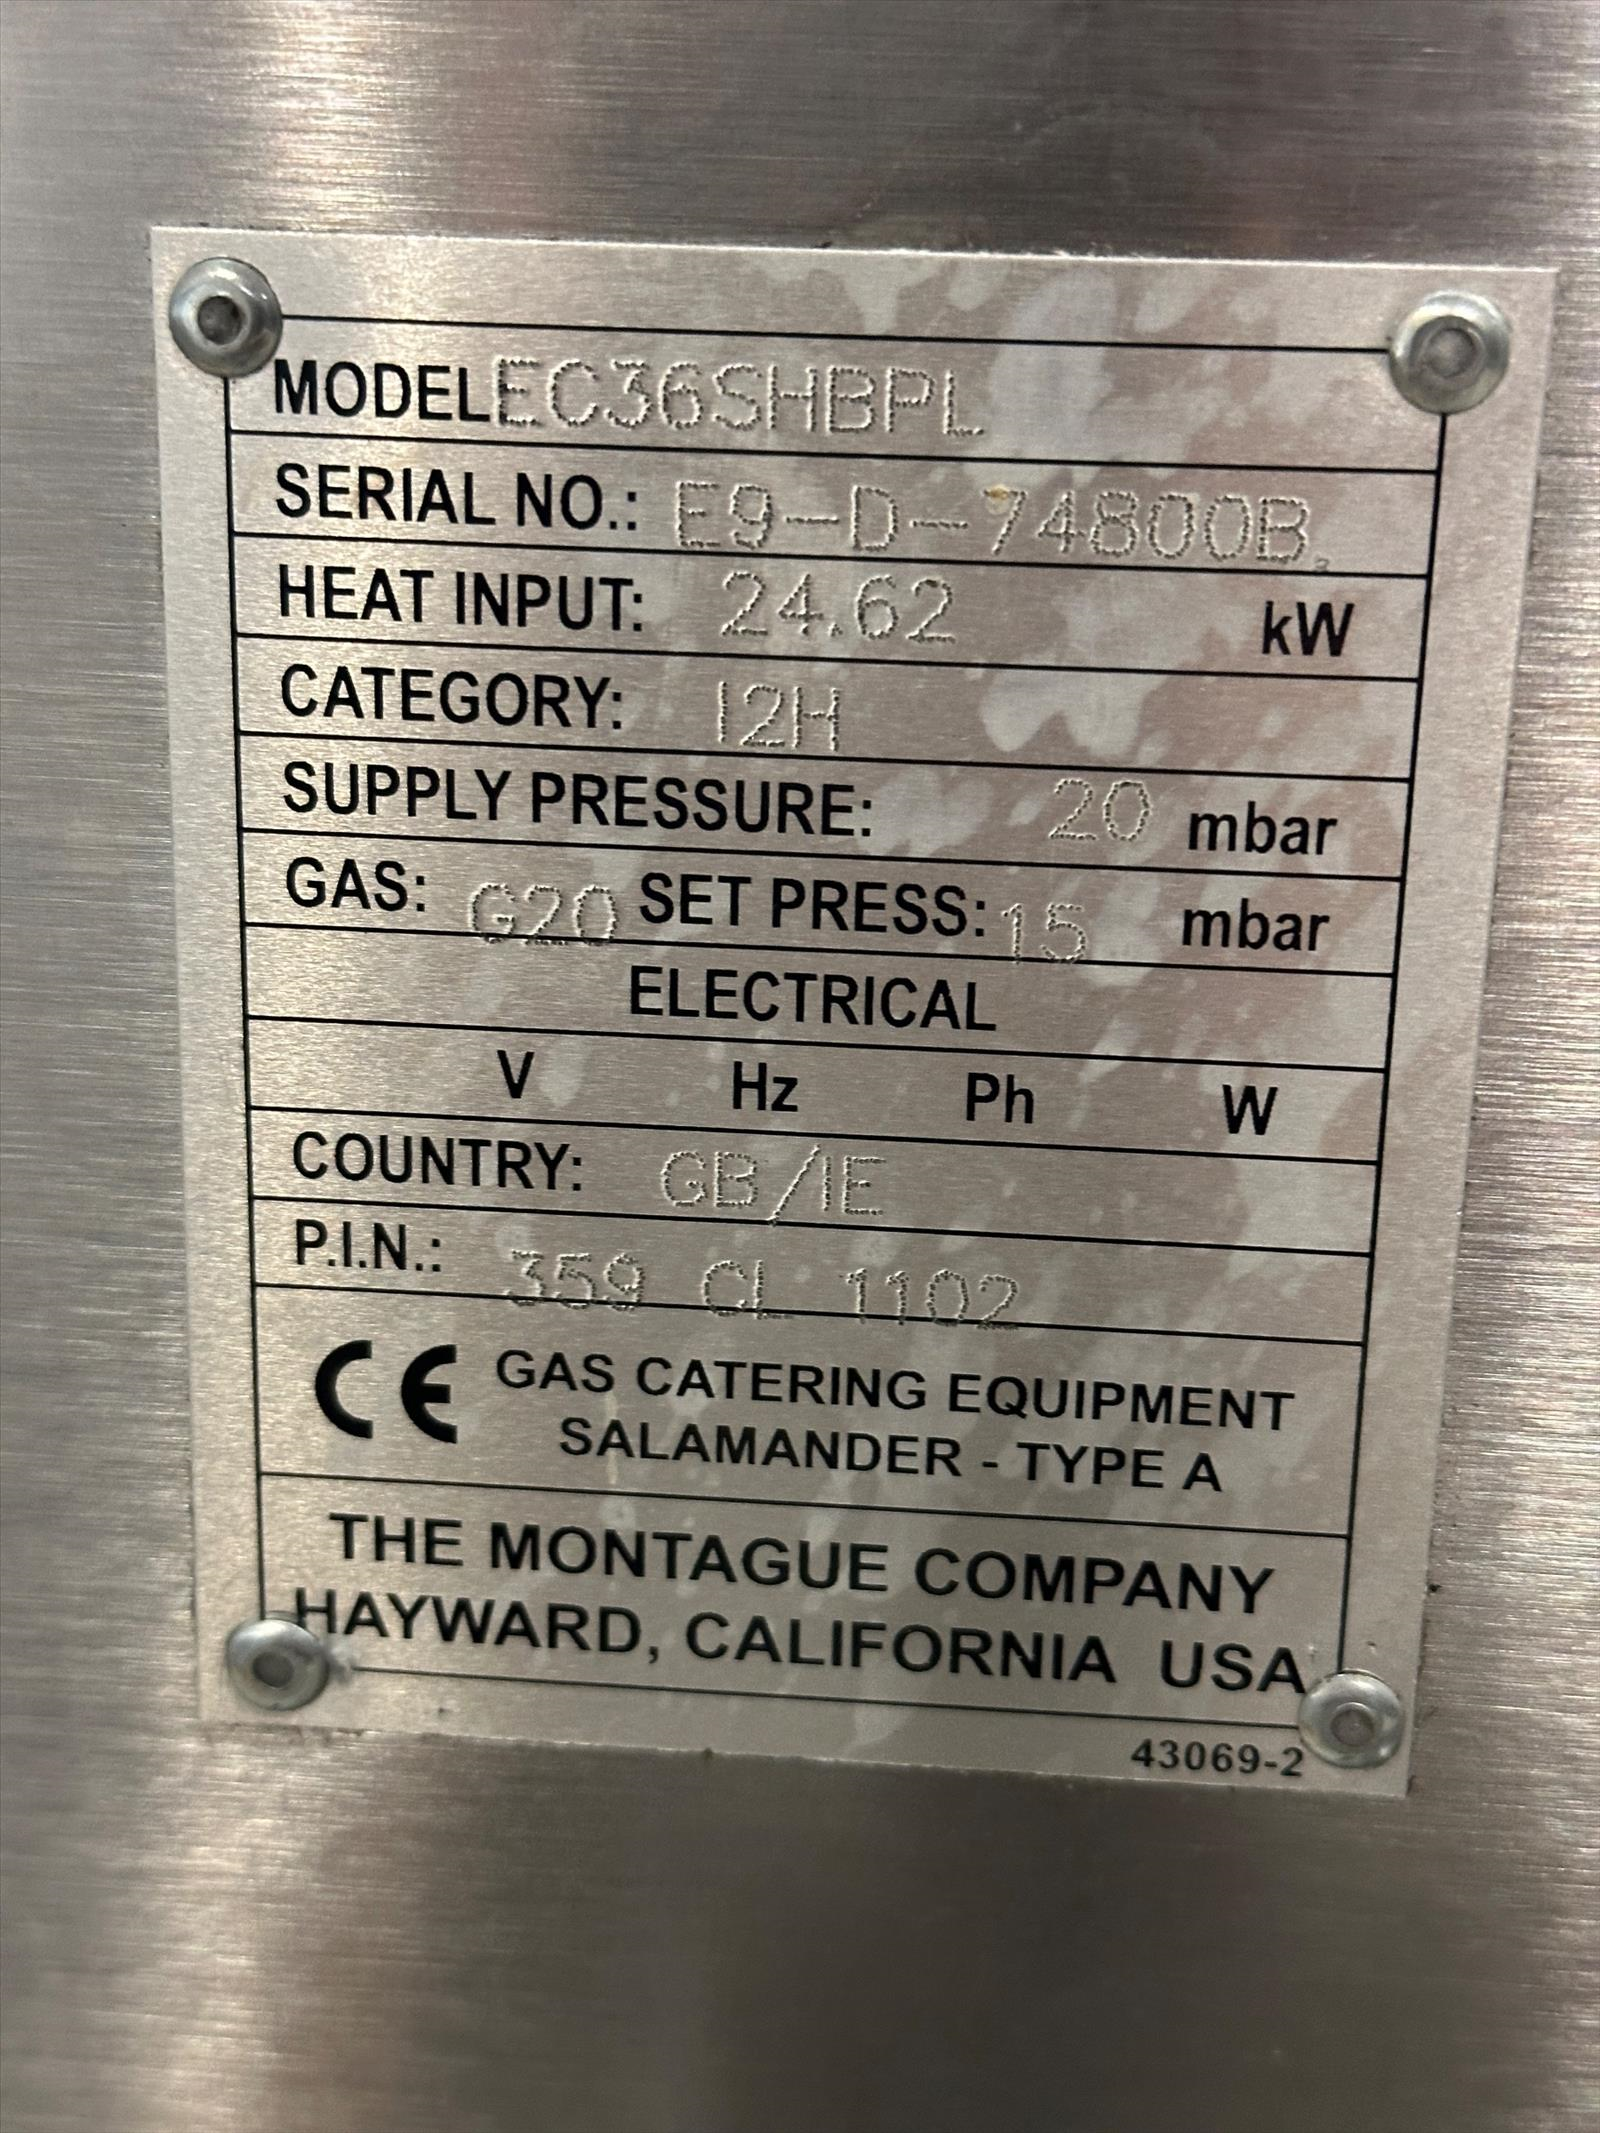 MODEL EC36SHBPL
SERIAL NO.: E9-D-74800B
HEAT INPUT: 24.62 kW
CATEGORY: I2H
SUPPLY PRESSURE: 20 mbar
GAS: G20 SET PRESS: 15 mbar
ELECTRICAL
V Hz Ph W
COUNTRY: GB/IE
P.I.N.: 359 CL 1102
CE GAS CATERING EQUIPMENT
SALAMANDER - TYPE A
THE MONTAGUE COMPANY
HAYWARD, CALIFORNIA USA
43069-2